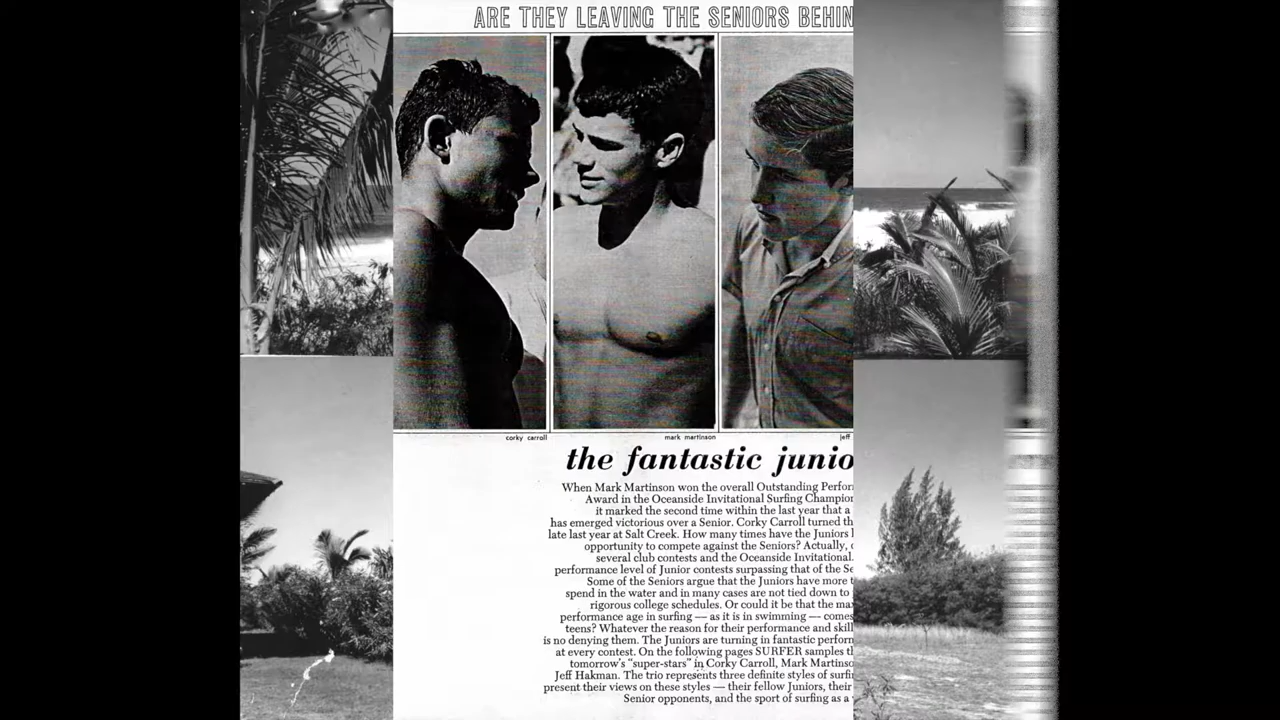 ARE THEY LEAVING THE SENIORS BEHIN
corky carroll
mark martinson
jeff
the fantastic junio
When Mark Martinson won the overall Outstanding Perfor
Award in the Oceanside Invitational Surfing Champion
it marked the second time within the last year that a
has emerged victorious over a Senior. Corky Carroll turned th
late last year at Salt Creek. How many times have the Juniors
opportunity to compete against the Seniors? Actually,
several club contests and the Oceanside Invitational.
performance level of Junior contests surpassing that of the Se
Some of the Seniors argue that the Juniors have more t
spend in the water and in many cases are not tied down to
rigorous college schedules. Or could it be that the max
performance age in surfing — as it is in swimming — comes
teens? Whatever the reason for their performance and skill
is no denying them. The Juniors are turning in fantastic perform
at every contest. On the following pages SURFER samples th
tomorrow's "super-stars" in Corky Carroll, Mark Martinso
Jeff Hakman. The trio represents three definite styles of surfi
present their views on these styles — their fellow Juniors, their
Senior opponents, and the sport of surfing as a